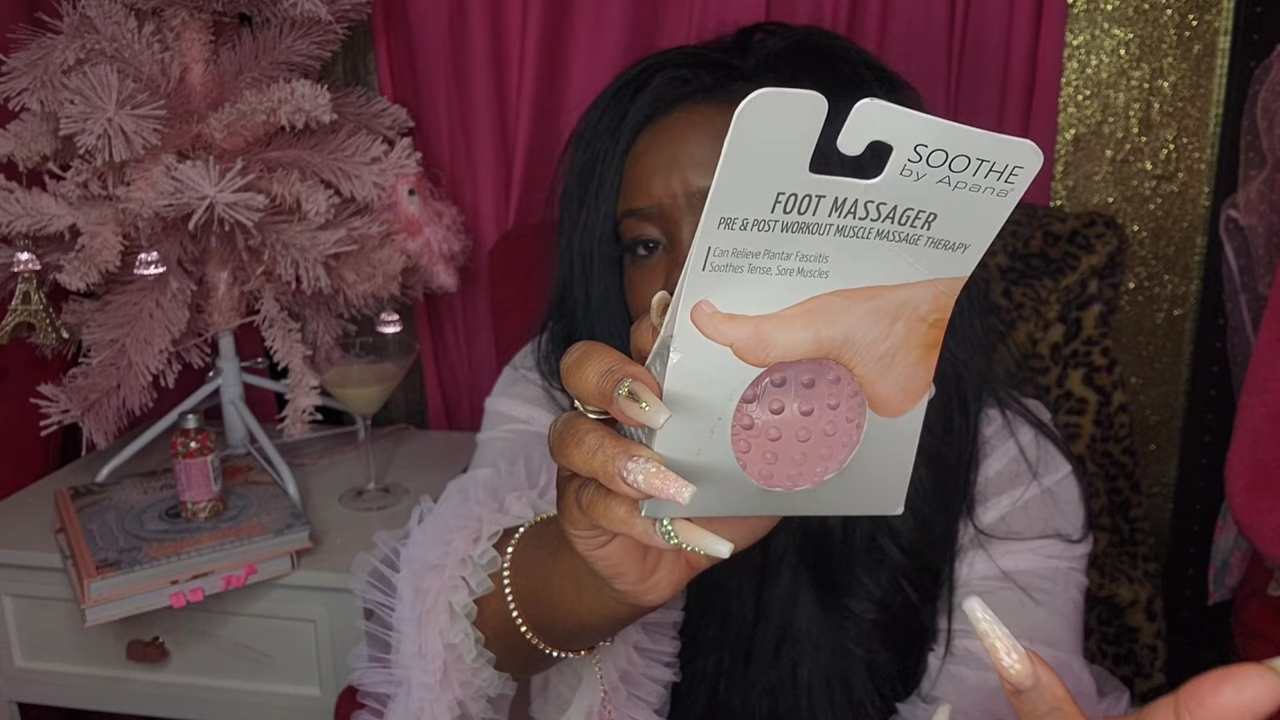 SOOTHE
by Apana
FOOT MASSAGER
PRE & POST WORKOUT MUSCLE MASSAGE THERAPY
Can Relieve Plantar Fasciitis
Soothes Tense, Sore Muscles